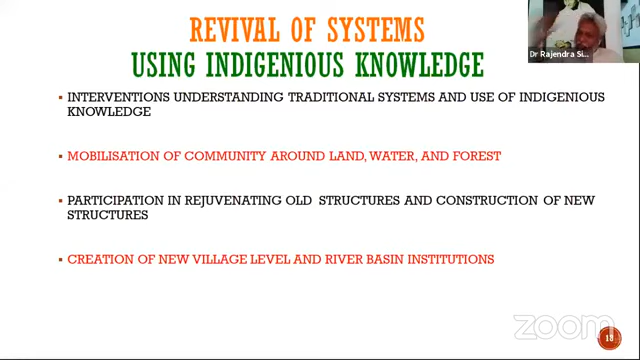 REVIVAL OF SYSTEMS
USING INDIGENIOUS KNOWLEDGE
Dr Rajendra Si...
▪ INTERVENTIONS UNDERSTANDING TRADITIONAL SYSTEMS AND USE OF INDIGENIOUS
KNOWLEDGE
▪ MOBILISATION OF COMMUNITY AROUND LAND, WATER, AND FOREST
▪ PARTICIPATION IN REJUVENATING OLD STRUCTURES AND CONSTRUCTION OF NEW
STRUCTURES
▪ CREATION OF NEW VILLAGE LEVEL AND RIVER BASIN INSTITUTIONS
zoom